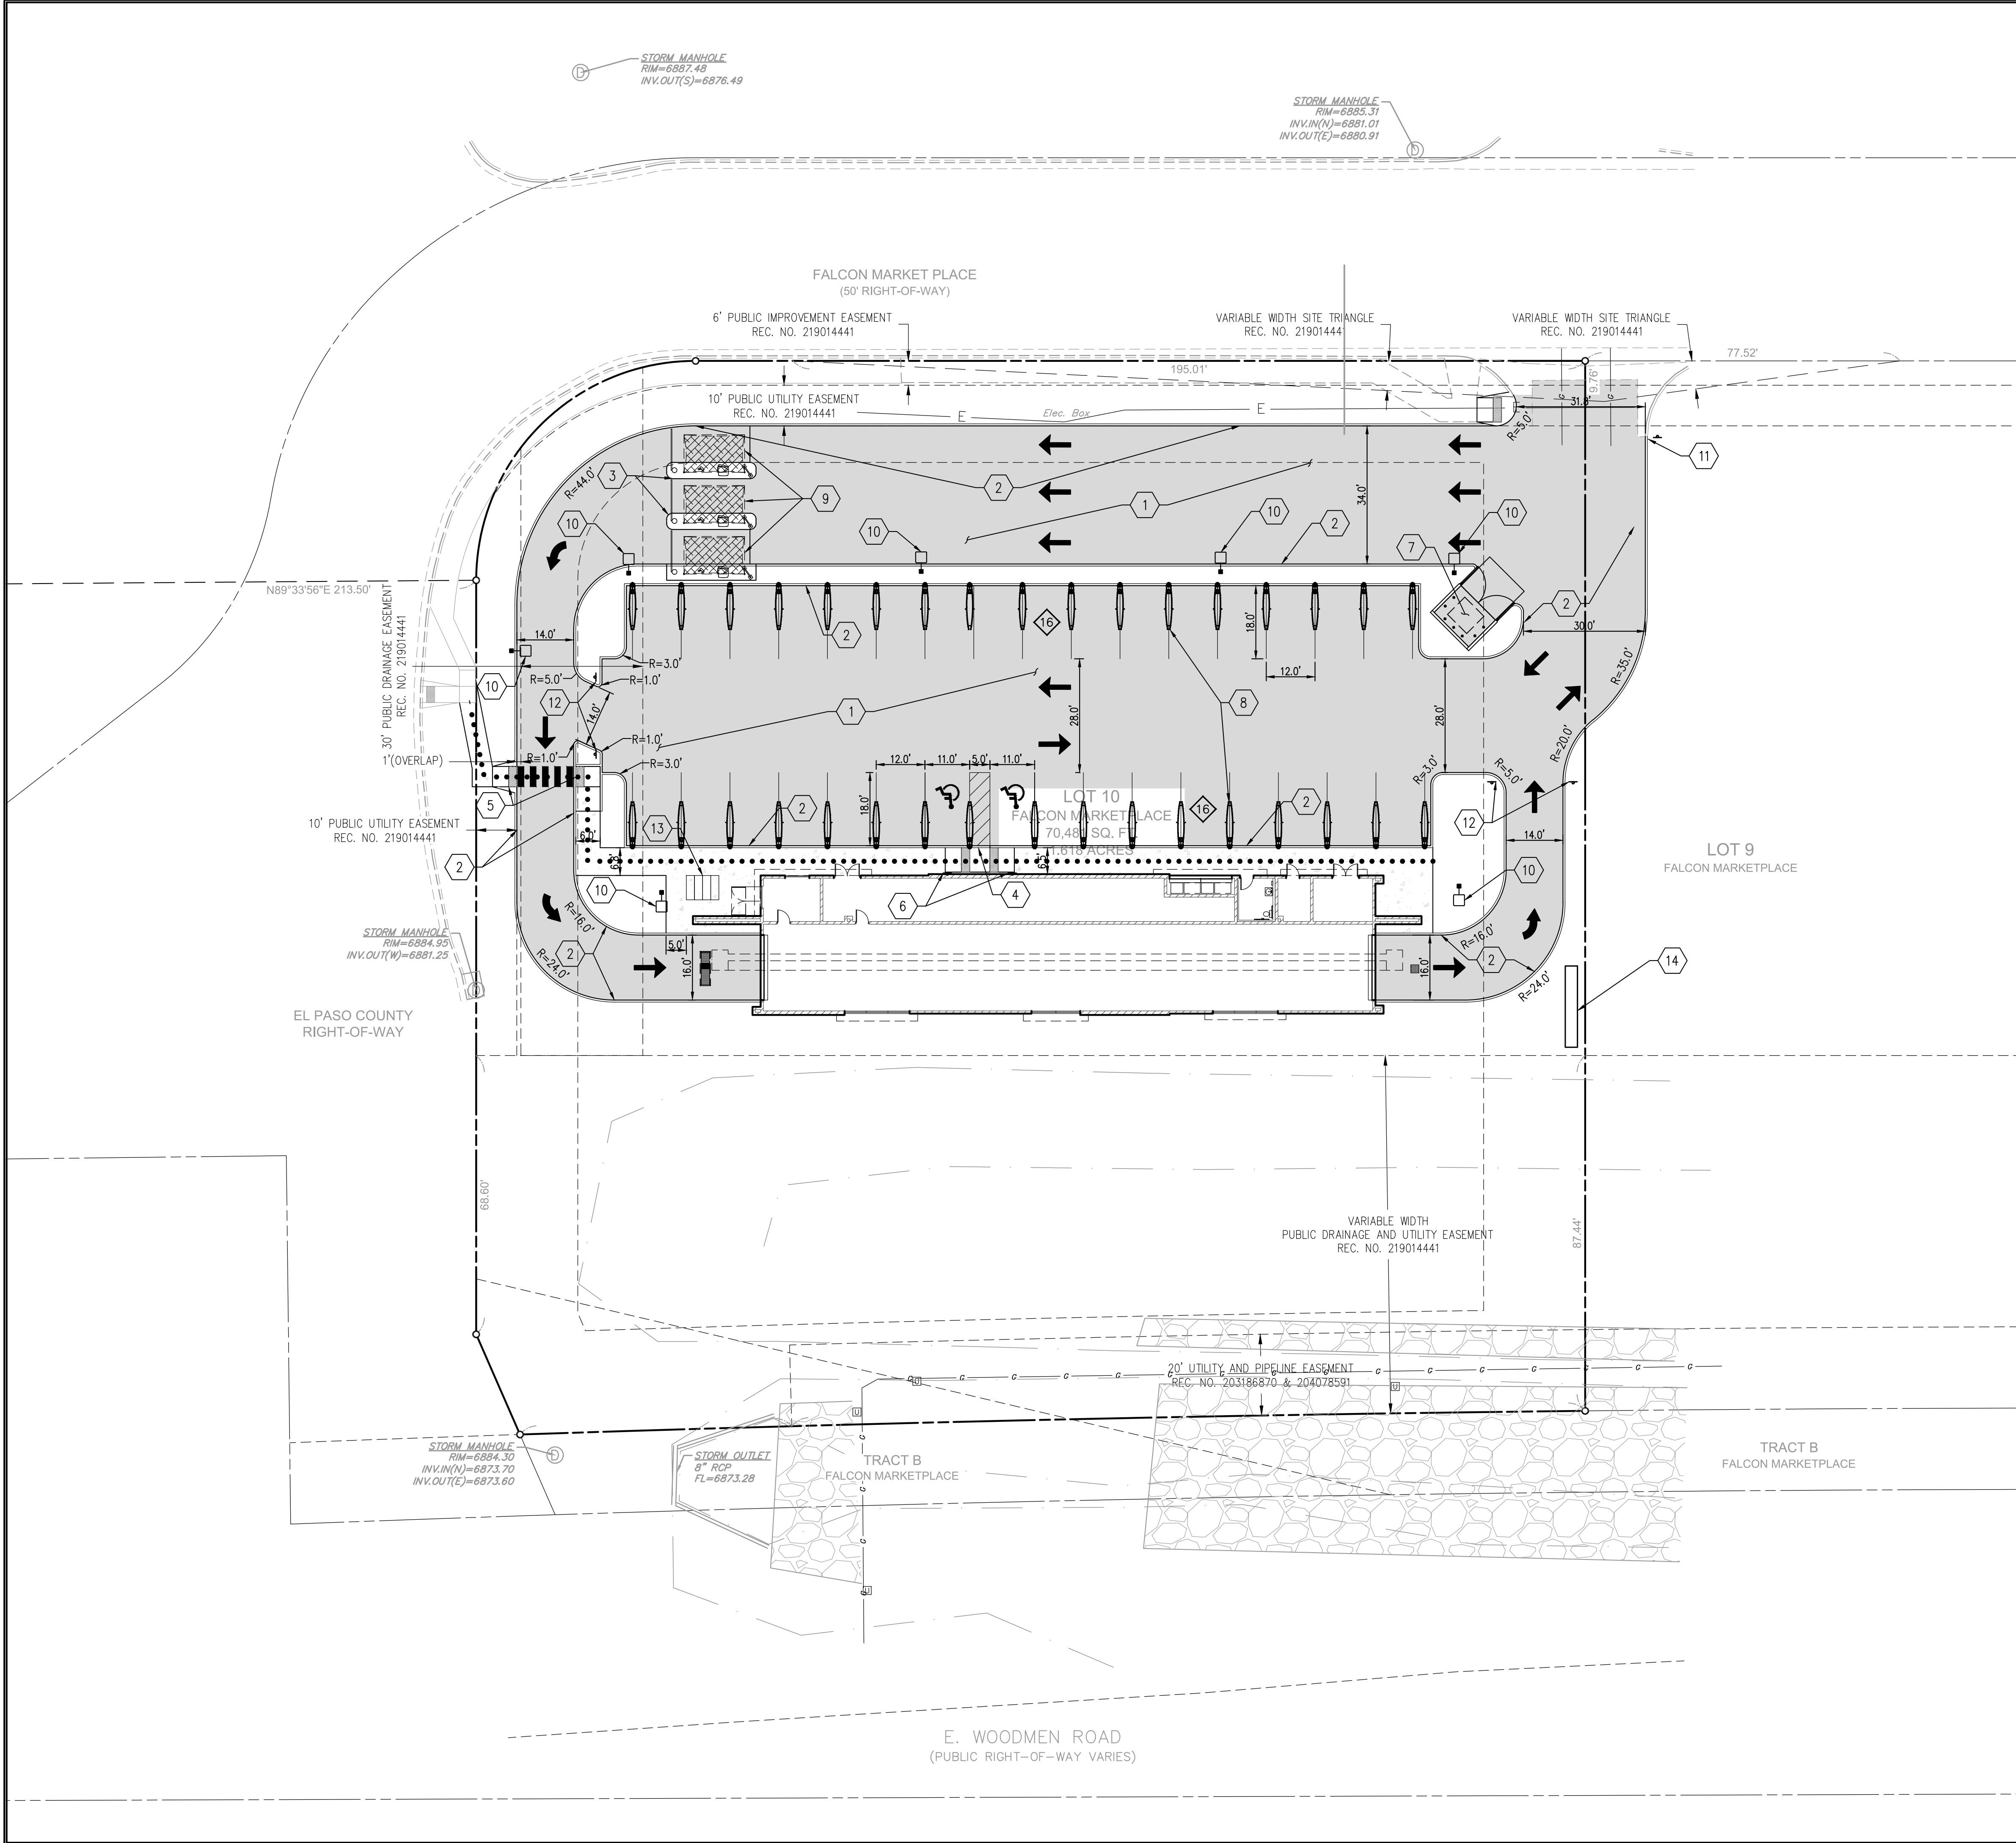 STORM MANHOLE
RIM=6887.48
INV.OUT(S)=6876.49
D
STORM MANHOLE
RIM=6885.31
INV.IN(N)=6881.01
INV.OUT(E)=6880.91
D
FALCON MARKET PLACE
(50' RIGHT-OF-WAY)
6' PUBLIC IMPROVEMENT EASEMENT
REC. NO. 219014441
VARIABLE WIDTH SITE TRIANGLE
REC. NO. 219014441
VARIABLE WIDTH SITE TRIANGLE
REC. NO. 219014441
77.52'
195.01'
9.76'
10' PUBLIC UTILITY EASEMENT
REC. NO. 219014441
E
Elec. Box
E
G
G
31.8'
R=5.0'
11
R=44.0'
3
9
2
1
34.0'
10
10
10
2
10
7
N89°33'56"E 213.50'
30' PUBLIC DRAINAGE EASEMENT
REC. NO. 219014441
14.0'
2
16
18.0'
2
30.0'
R=3.0'
R=5.0'
R=1.0'
12.0'
10
12
14.0'
1
28.0'
8
28.0'
R=35.0'
R=1.0'
R=1.0'
R=3.0'
1'(OVERLAP)
12.0'
11.0'
5.0'
11.0'
R=3.0'
R=5.0'
R=20.0'
5
18.0'
2
LOT 10
FALCON MARKETPLACE
70,481 SQ. FT.
1.618 ACRES
16
2
12
10' PUBLIC UTILITY EASEMENT
REC. NO. 219014441
6.0'
13
6.8'
6.5'
14.0'
LOT 9
FALCON MARKETPLACE
2
10
6
4
10
STORM MANHOLE
RIM=6884.95
INV.OUT(W)=6881.25
D
R=16.0'
2
R=24.0'
5.0'
16.0'
16.0'
R=16.0'
2
R=24.0'
14
EL PASO COUNTY
RIGHT-OF-WAY
68.60'
VARIABLE WIDTH
PUBLIC DRAINAGE AND UTILITY EASEMENT
REC. NO. 219014441
87.44'
20' UTILITY AND PIPELINE EASEMENT
REC. NO. 203186870 & 204078591
G G G G G G G G G G G
U
U
U
U
G
G
G
G
STORM MANHOLE
RIM=6884.30
INV.IN(N)=6873.70
INV.OUT(E)=6873.60
D
STORM OUTLET
8" RCP
FL=6873.28
TRACT B
FALCON MARKETPLACE
TRACT B
FALCON MARKETPLACE
E. WOODMEN ROAD
(PUBLIC RIGHT-OF-WAY VARIES)